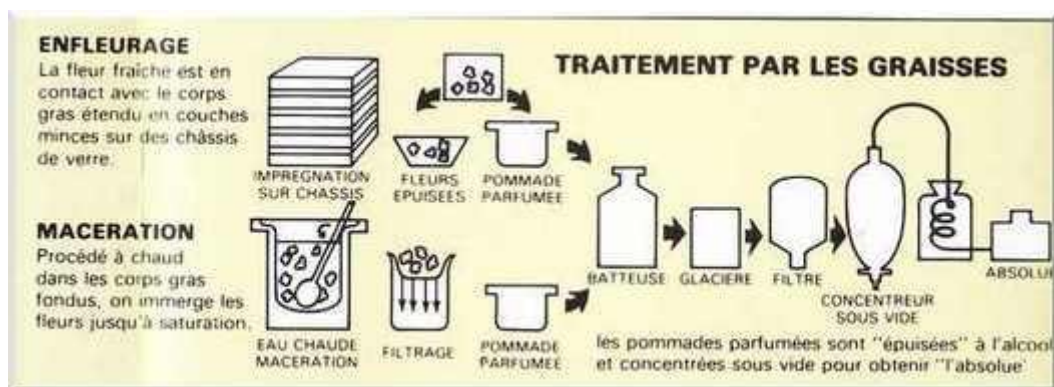 ENFLEURAGE
La fleur fraîche est en
contact avec le corps
gras étendu en couches
minces sur des châssis
de verre.
TRAITEMENT PAR LES GRAISSES
IMPREGNATION
SUR CHASSIS
FLEURS
EPUISEES
POMMADE
PARFUMEE
MACERATION
Procédé à chaud
dans les corps gras
fondus, on immerge les
fleurs jusqu'à saturation.
EAU CHAUDE
MACERATION
FILTRAGE
POMMADE
PARFUMEE
BATTEUSE
GLACIERE
FILTRE
CONCENTREUR
SOUS VIDE
ABSOLUE
les pommades parfumées sont "épuisées" à l'alcool
et concentrées sous vide pour obtenir "l'absolue"